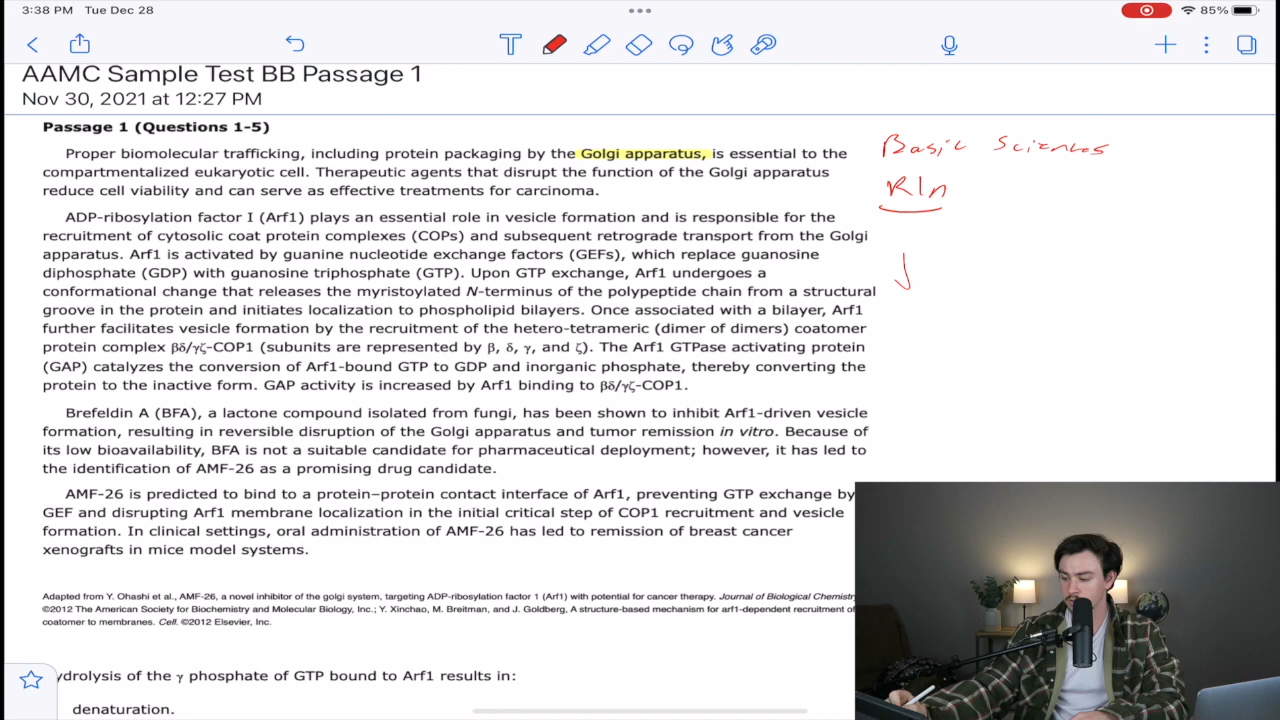 3:38 PM Tue Dec 28
85%
AAMC Sample Test BB Passage 1
Nov 30, 2021 at 12:27 PM
Passage 1 (Questions 1-5)
Proper biomolecular trafficking, including protein packaging by the Golgi apparatus, is essential to the
compartmentalized eukaryotic cell. Therapeutic agents that disrupt the function of the Golgi apparatus
reduce cell viability and can serve as effective treatments for carcinoma.
ADP-ribosylation factor I (Arf1) plays an essential role in vesicle formation and is responsible for the
recruitment of cytosolic coat protein complexes (COPs) and subsequent retrograde transport from the Golgi
apparatus. Arf1 is activated by guanine nucleotide exchange factors (GEFs), which replace guanosine
diphosphate (GDP) with guanosine triphosphate (GTP). Upon GTP exchange, Arf1 undergoes a
conformational change that releases the myristoylated N-terminus of the polypeptide chain from a structural
groove in the protein and initiates localization to phospholipid bilayers. Once associated with a bilayer, Arf1
further facilitates vesicle formation by the recruitment of the hetero-tetrameric (dimer of dimers) coatomer
protein complex βδ/γζ-COP1 (subunits are represented by β, δ, γ, and ζ). The Arf1 GTPase activating protein
(GAP) catalyzes the conversion of Arf1-bound GTP to GDP and inorganic phosphate, thereby converting the
protein to the inactive form. GAP activity is increased by Arf1 binding to βδ/γζ-COP1.
Brefeldin A (BFA), a lactone compound isolated from fungi, has been shown to inhibit Arf1-driven vesicle
formation, resulting in reversible disruption of the Golgi apparatus and tumor remission in vitro. Because of
its low bioavailability, BFA is not a suitable candidate for pharmaceutical deployment; however, it has led to
the identification of AMF-26 as a promising drug candidate.
AMF-26 is predicted to bind to a protein–protein contact interface of Arf1, preventing GTP exchange by
GEF and disrupting Arf1 membrane localization in the initial critical step of COP1 recruitment and vesicle
formation. In clinical settings, oral administration of AMF-26 has led to remission of breast cancer
xenografts in mice model systems.
Adapted from Y. Ohashi et al., AMF-26, a novel inhibitor of the golgi system, targeting ADP-ribosylation factor 1 (Arf1) with potential for cancer therapy. Journal of Biological Chemistry
©2012 The American Society for Biochemistry and Molecular Biology, Inc.; Y. Xinchao, M. Breitman, and J. Goldberg, A structure-based mechanism for arf1-dependent recruitment of
coatomer to membranes. Cell. ©2012 Elsevier, Inc.
ydrolysis of the γ phosphate of GTP bound to Arf1 results in:
denaturation.
Basic Sciences